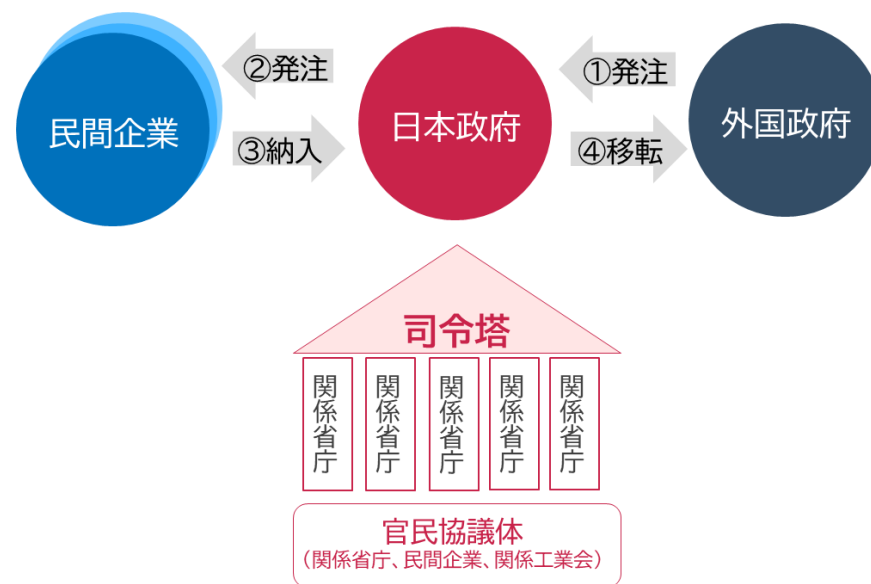 ②発注
①発注
民間企業
日本政府
外国政府
③納入
④移転
司令塔
関係省庁
関係省庁
関係省庁
関係省庁
関係省庁
官民協議体
（関係省庁、民間企業、関係工業会）